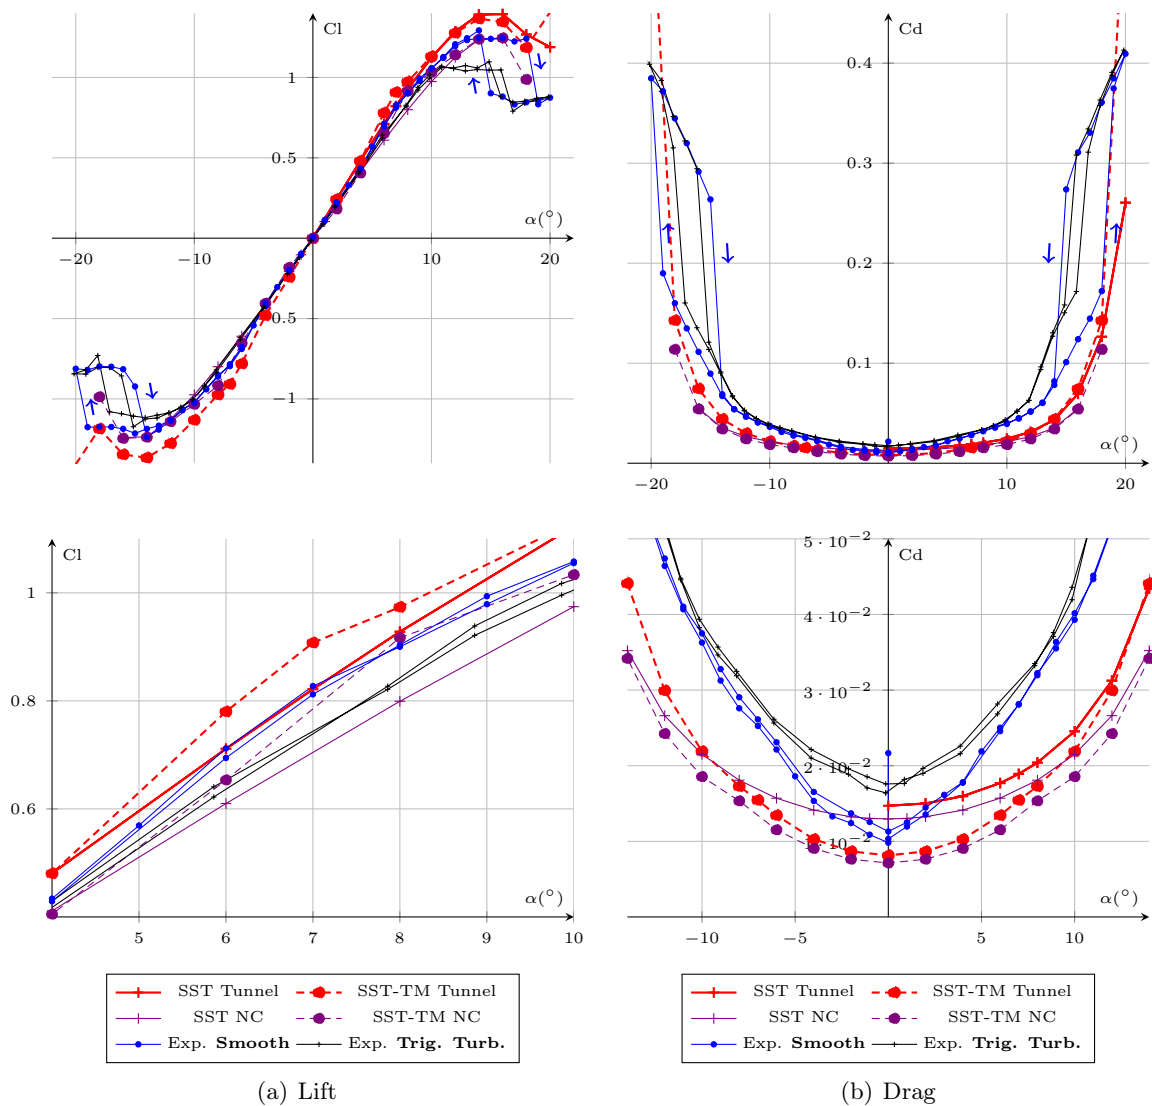 Cl
1
0.5
α(°)
−20
−10
10
20
0.5
−1
Cd
0.4
0.3
0.2
0.1
α(°)
−20
−10
10
20
Cl
1
0.8
0.6
α(°)
5
6
7
8
9
10
5 · 10⁻²
Cd
4 · 10⁻²
3 · 10⁻²
2 · 10⁻²
· 10⁻²
α(°)
−10
−5
5
10
SST Tunnel SST-TM Tunnel
SST NC SST-TM NC
Exp. Smooth Exp. Trig. Turb.
SST Tunnel SST-TM Tunnel
SST NC SST-TM NC
Exp. Smooth Exp. Trig. Turb.
(a) Lift
(b) Drag